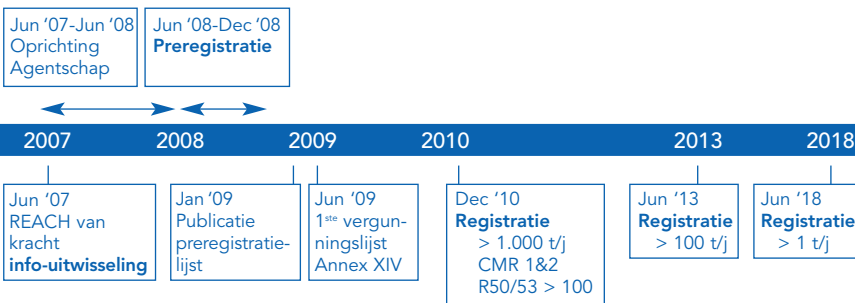 Jun ‘07-Jun ‘08
Oprichting
Agentschap
Jun ‘08-Dec ‘08
Preregistratie
2007 2008 2009 2010 2013 2018
Jun ‘07
REACH van
kracht
info-uitwisseling
Jan ‘09
Publicatie
preregistratie-
lijst
Jun ‘09
1ste vergun-
ningslijst
Annex XIV
Dec ‘10
Registratie
> 1.000 t/j
CMR 1&2
R50/53 > 100
Jun ‘13
Registratie
> 100 t/j
Jun ‘18
Registratie
> 1 t/j